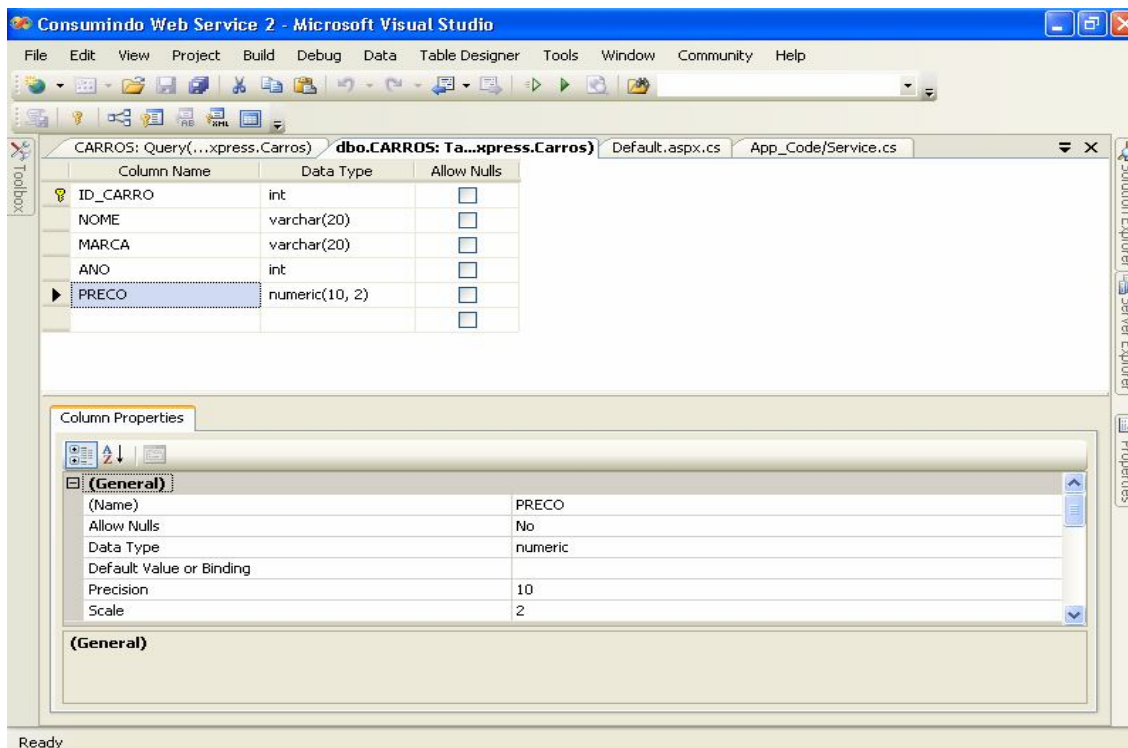 Consumindo Web Service 2 - Microsoft Visual Studio
File Edit View Project Build Debug Data Table Designer Tools Window Community Help
CARROS: Query(...xpress.Carros) dbo.CARROS: Ta...xpress.Carros) Default.aspx.cs App_Code/Service.cs
Toolbox
Column Name Data Type Allow Nulls
ID_CARRO int
NOME varchar(20)
MARCA varchar(20)
ANO int
PRECO numeric(10, 2)
Solution Explorer
Server Explorer
Properties
Column Properties
(General)
(Name) PRECO
Allow Nulls No
Data Type numeric
Default Value or Binding
Precision 10
Scale 2
(General)
Ready